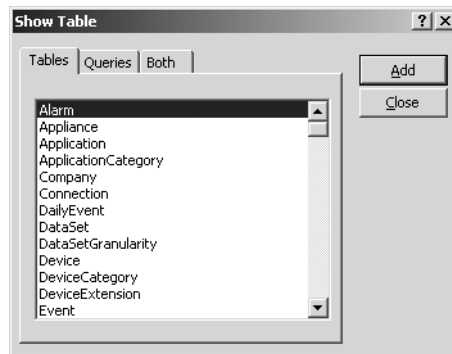 Show Table
Tables Queries Both
Add
Close
Alarm
Appliance
Application
ApplicationCategory
Company
Connection
DailyEvent
DataSet
DataSetGranularity
Device
DeviceCategory
DeviceExtension
Event